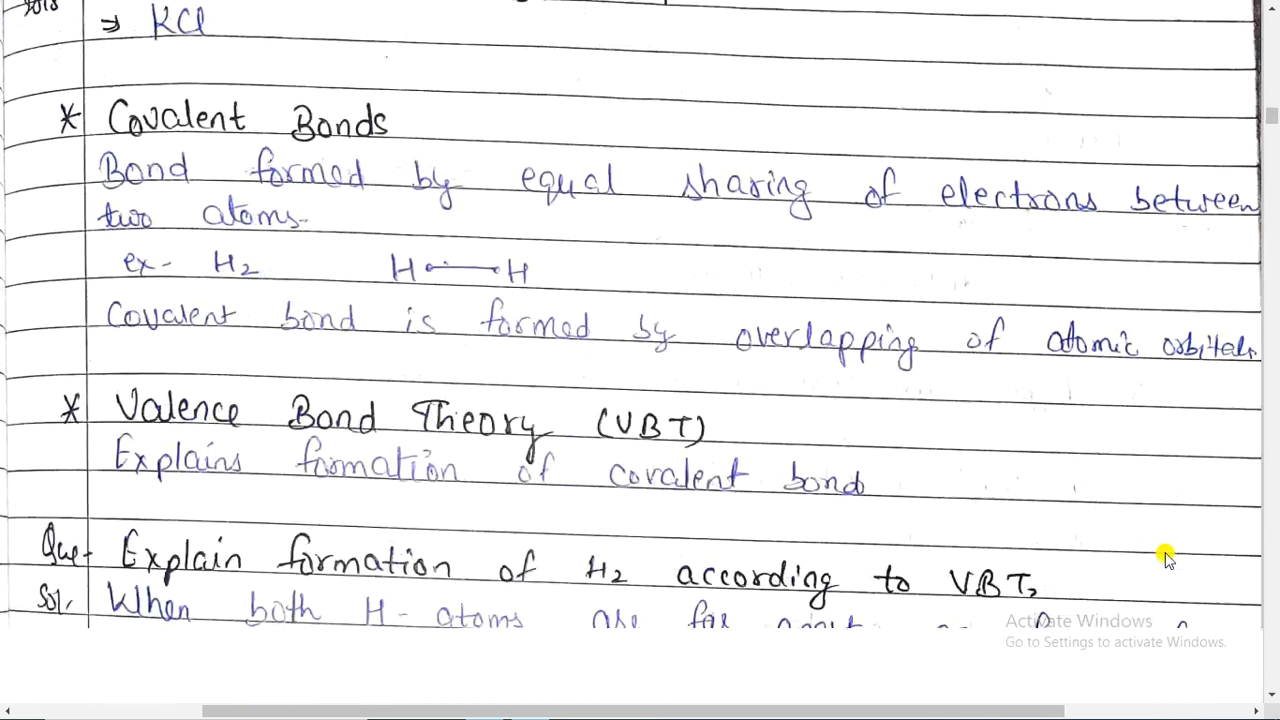 ⇒ KCl
* Covalent Bonds
Bond formed by equal sharing of electrons between
two atoms.
ex- H2 H—H
Covalent bond is formed by overlapping of atomic orbitals.
* Valence Bond Theory (VBT)
Explains formation of covalent bond
Que- Explain formation of H2 according to VBT.
Sol. When both H-atoms are far
Activate Windows
Go to Settings to activate Windows.